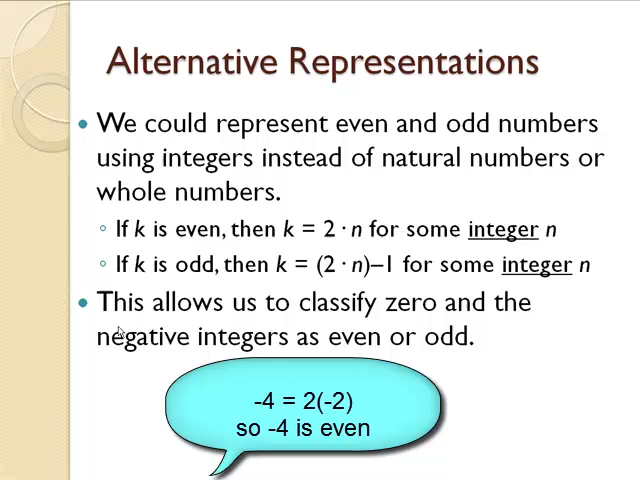 Alternative Representations
• We could represent even and odd numbers
using integers instead of natural numbers or
whole numbers.
◦ If k is even, then k = 2 · n for some integer n
◦ If k is odd, then k = (2 · n)–1 for some integer n
• This allows us to classify zero and the
negative integers as even or odd.
-4 = 2(-2)
so -4 is even